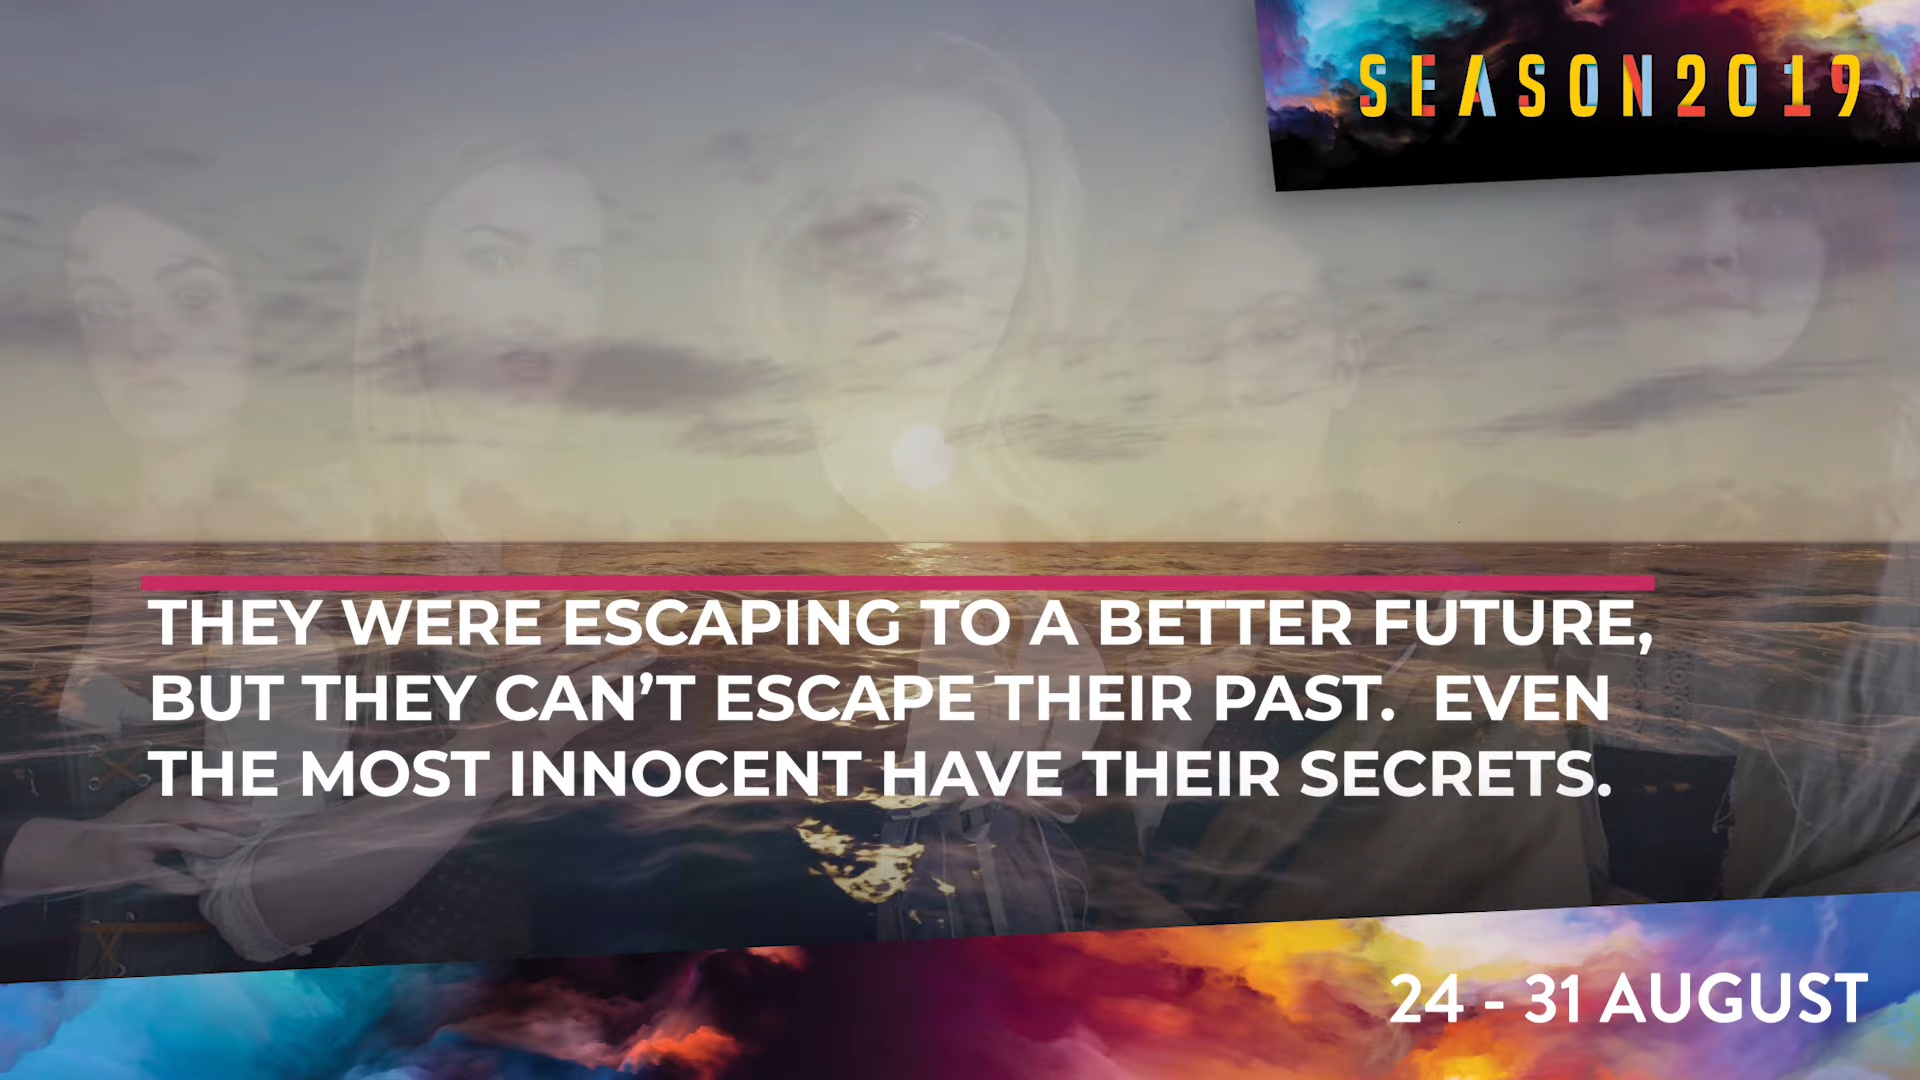 SEASON2019
THEY WERE ESCAPING TO A BETTER FUTURE,
BUT THEY CAN’T ESCAPE THEIR PAST.  EVEN
THE MOST INNOCENT HAVE THEIR SECRETS.
24 - 31 AUGUST